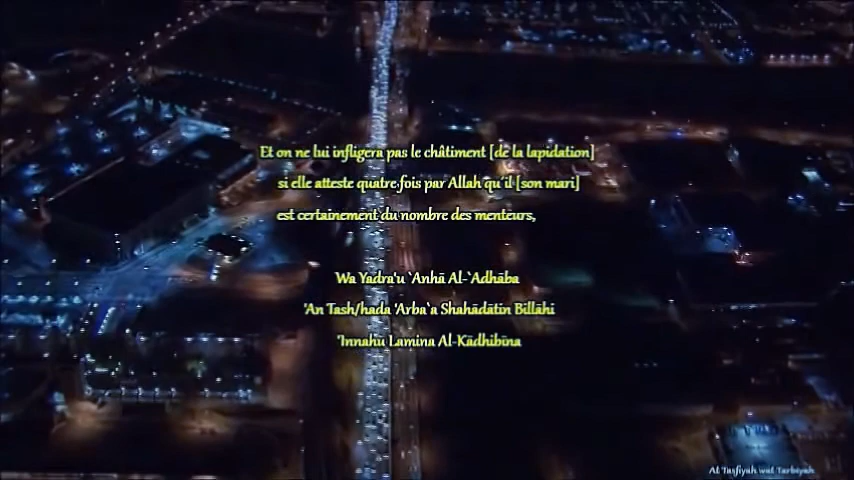 Et on ne lui infligera pas le châtiment [de la lapidation]
si elle atteste quatre fois par Allah qu'il [son mari]
est certainement du nombre des menteurs,
Wa Yadra'u `Anhā Al-`Adhāba
'An Tash/hada 'Arba`a Shahādātin Billāhi
'Innahu Lamina Al-Kādhibīna
Al Tasfiyah wat Tarbiyah